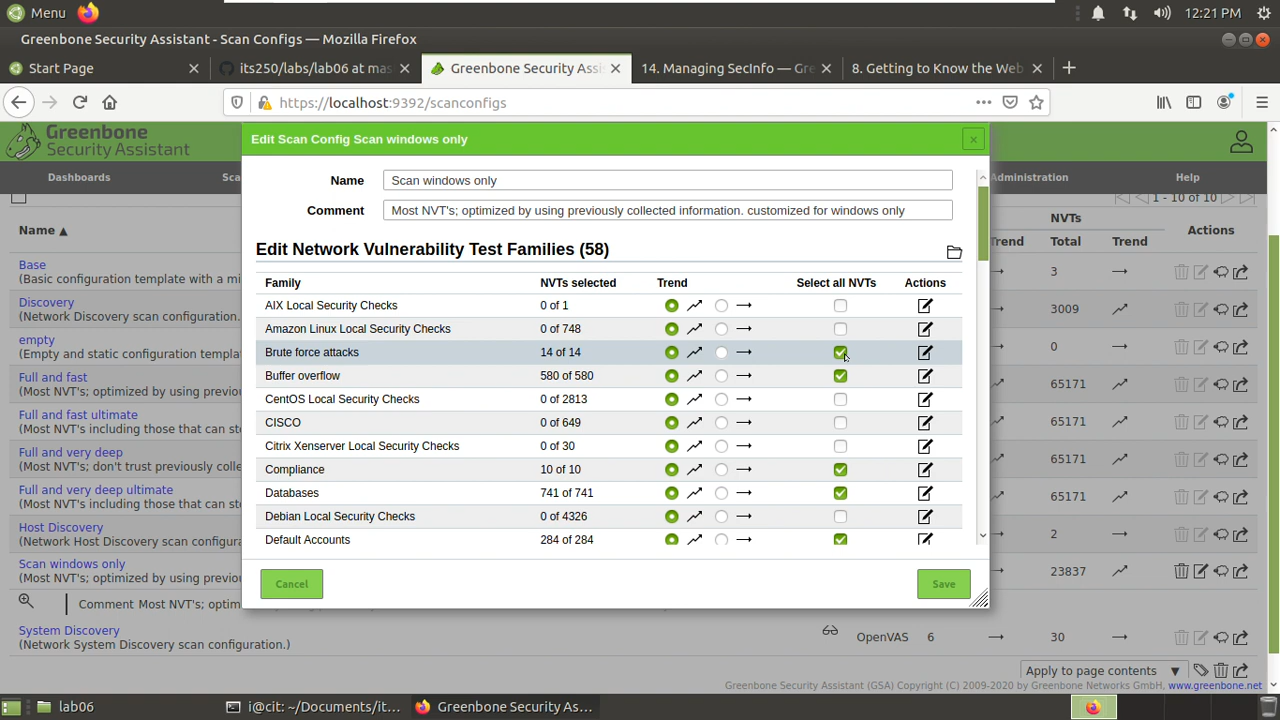 Menu
12:21 PM
Greenbone Security Assistant - Scan Configs — Mozilla Firefox
Start Page
its250/labs/lab06 at mas
Greenbone Security Assis
14. Managing SecInfo — Gre
8. Getting to Know the Web
https://localhost:9392/scanconfigs
Greenbone
Security Assistant
Dashboards
Sca
Administration
Help
Edit Scan Config Scan windows only
Name
Scan windows only
Comment
Most NVT's; optimized by using previously collected information. customized for windows only
Edit Network Vulnerability Test Families (58)
Family NVTs selected Trend Select all NVTs Actions
AIX Local Security Checks 0 of 1
Amazon Linux Local Security Checks 0 of 748
Brute force attacks 14 of 14
Buffer overflow 580 of 580
CentOS Local Security Checks 0 of 2813
CISCO 0 of 649
Citrix Xenserver Local Security Checks 0 of 30
Compliance 10 of 10
Databases 741 of 741
Debian Local Security Checks 0 of 4326
Default Accounts 284 of 284
Cancel
Save
1 - 10 of 10
Name
NVTs
Trend Total Trend
Actions
Base
(Basic configuration template with a mi
3
Discovery
(Network Discovery scan configuration.
3009
empty
(Empty and static configuration templa
0
Full and fast
(Most NVT's; optimized by using previou
65171
Full and fast ultimate
(Most NVT's including those that can sto
65171
Full and very deep
(Most NVT's; don't trust previously colle
65171
Full and very deep ultimate
(Most NVT's including those that can sto
65171
Host Discovery
(Network Host Discovery scan configura
2
Scan windows only
(Most NVT's; optimized by using previou
23837
Comment Most NVT's; optim
System Discovery
(Network System Discovery scan configuration.)
OpenVAS 6 30
Apply to page contents
Greenbone Security Assistant (GSA) Copyright (C) 2009-2020 by Greenbone Networks GmbH, www.greenbone.net
lab06
i@cit: ~/Documents/it...
Greenbone Security As...